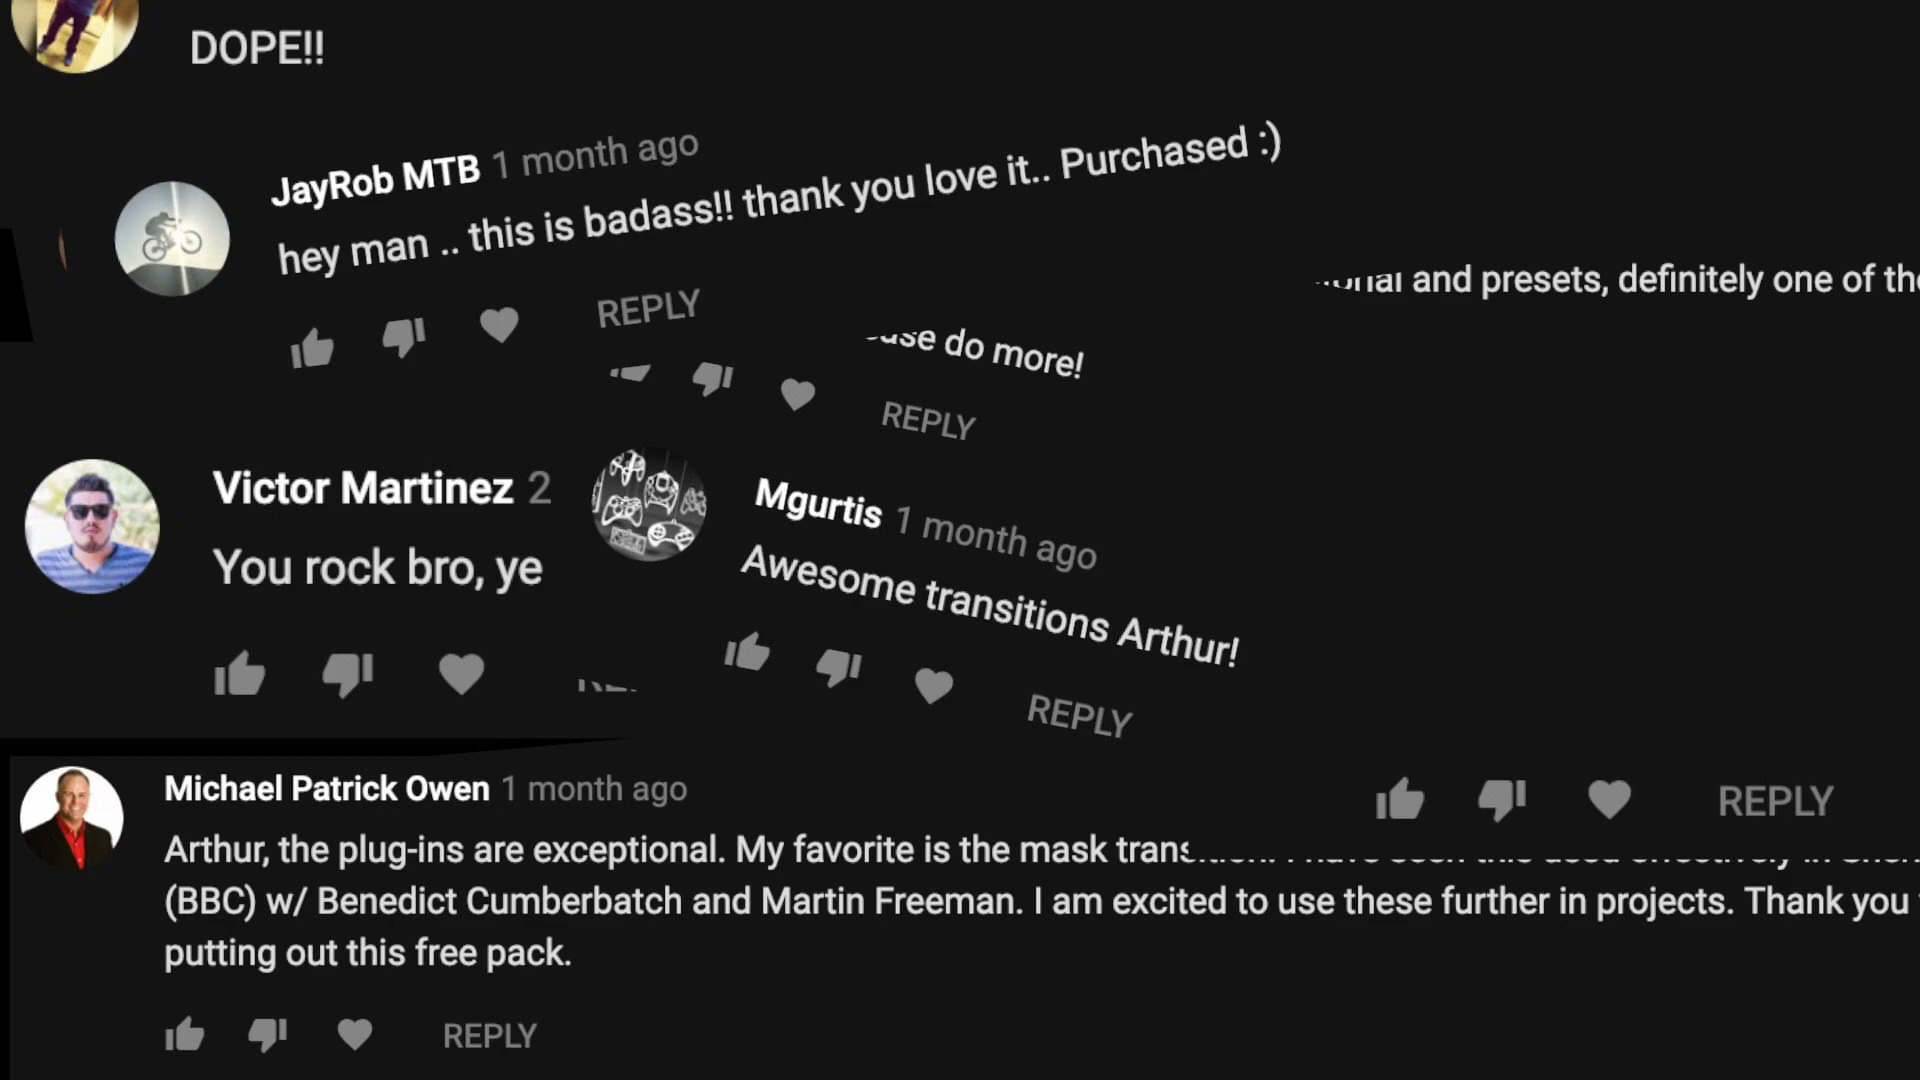 DOPE!!
JayRob MTB 1 month ago
hey man .. this is badass!! thank you love it.. Purchased :)
REPLY
and presets, definitely one of
do more!
REPLY
Victor Martinez 2
You rock bro, ye
Mgurtis 1 month ago
Awesome transitions Arthur!
REPLY
REPLY
Michael Patrick Owen 1 month ago
Arthur, the plug-ins are exceptional. My favorite is the mask
(BBC) w/ Benedict Cumberbatch and Martin Freeman. I am excited to use these further in projects. Thank you
putting out this free pack.
REPLY